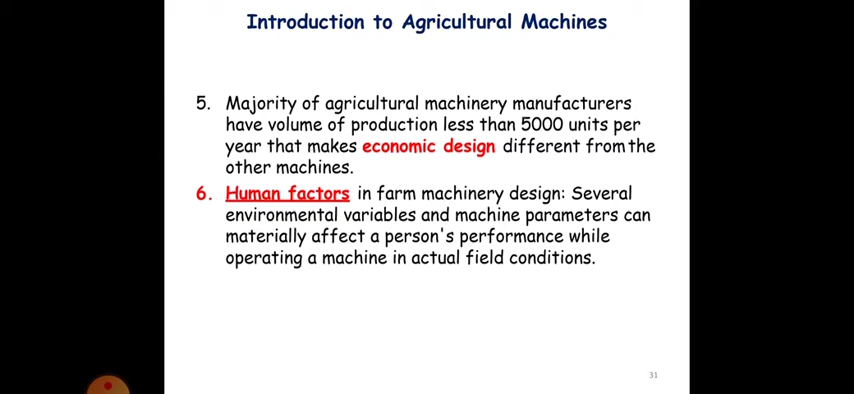 Introduction to Agricultural Machines
5. Majority of agricultural machinery manufacturers
have volume of production less than 5000 units per
year that makes economic design different from the
other machines.
6. Human factors in farm machinery design: Several
environmental variables and machine parameters can
materially affect a person's performance while
operating a machine in actual field conditions.
31